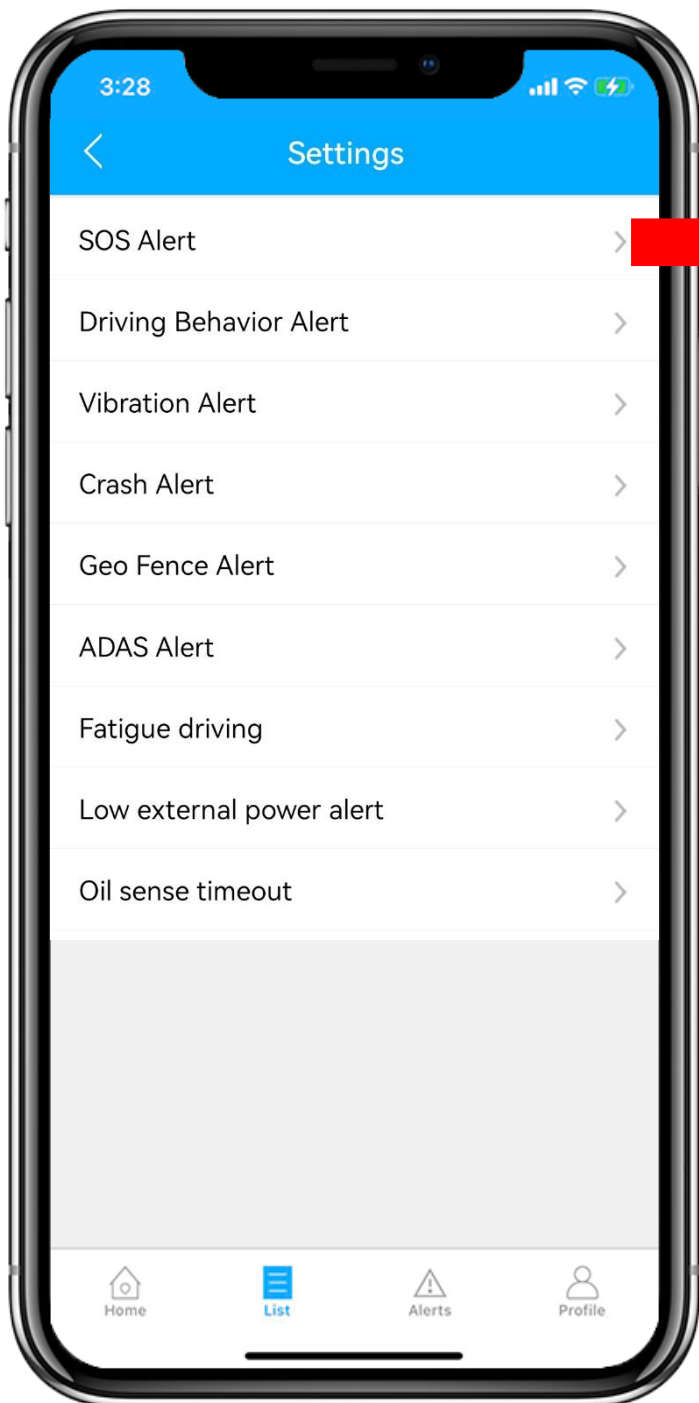 3:28
Settings
SOS Alert
Driving Behavior Alert
Vibration Alert
Crash Alert
Geo Fence Alert
ADAS Alert
Fatigue driving
Low external power alert
Oil sense timeout
Home
List
Alerts
Profile